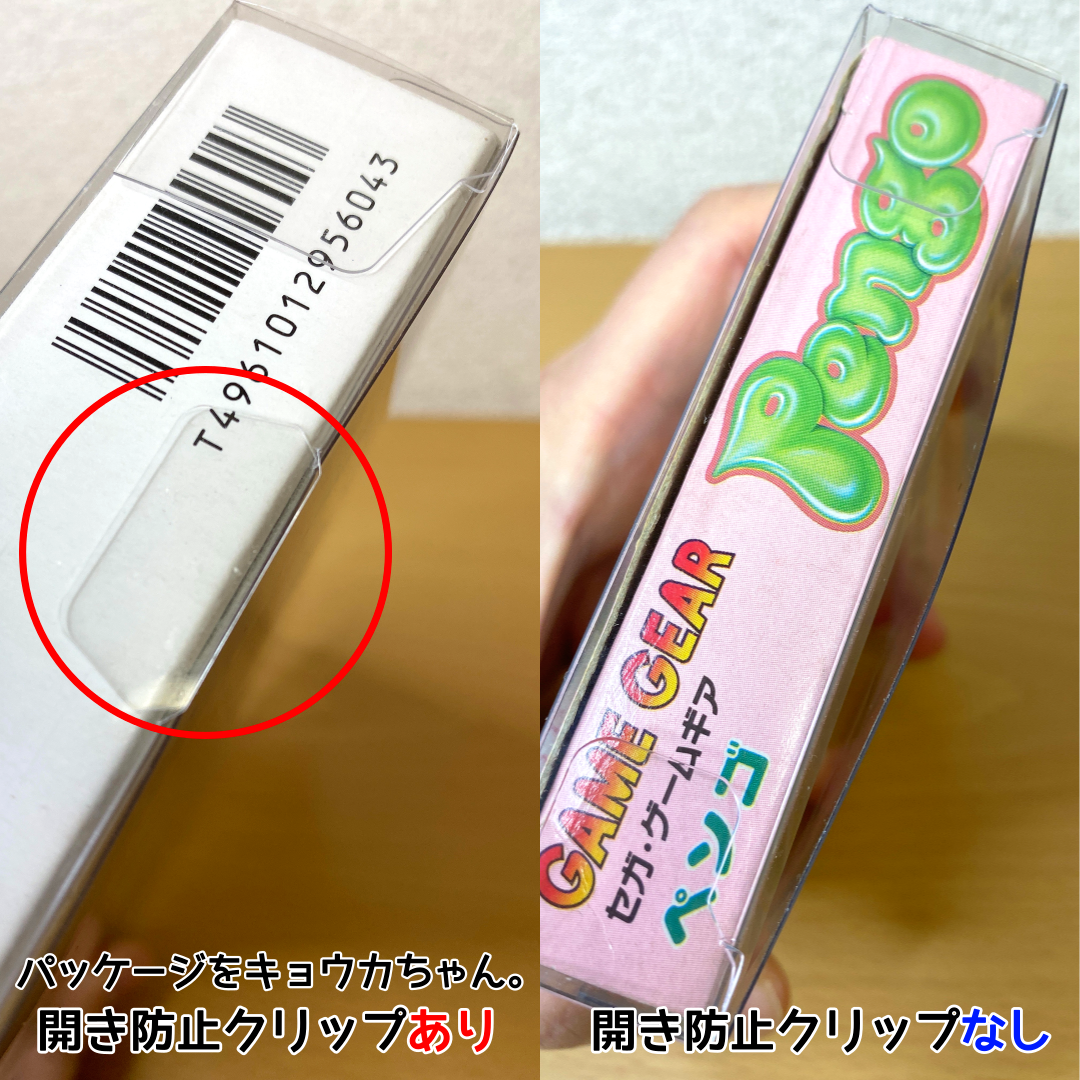 T4961012956043
Pengo
GAME GEAR
セガ・ゲームギア
ペンゴ
パッケージをキョウカちゃん。
開き防止クリップあり
開き防止クリップなし